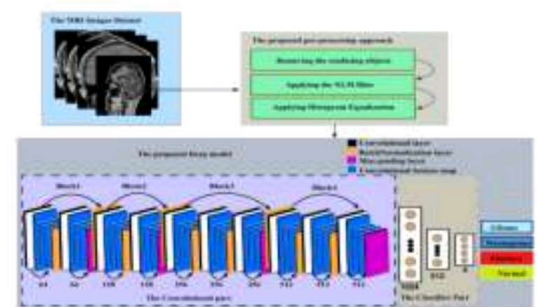 The MRI Images Dataset
The proposed pre-processing approach
Removing the confusing objects
Applying the NLM filter
Applying Histogram Equalization
The proposed Deep model
Convolutional layer
BatchNormalization layer
Max-pooling layer
Convolutional feature map
Block1
Block2
Block3
Block4
64
64
128
128
256
256
256
512
512
512
1024
512
4
The Convolutional part
The Classifier Part
Glioma
Meningioma
Pituitary
Normal